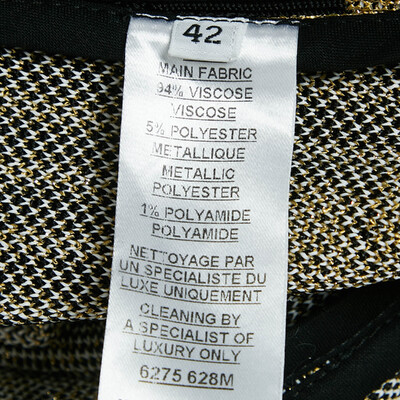 42
MAIN FABRIC
94% VISCOSE
VISCOSE
5% POLYESTER
METALLIQUE
METALLIC
POLYESTER
1% POLYAMIDE
POLYAMIDE
NETTOYAGE PAR
UN SPECIALISTE DU
LUXE UNIQUEMENT
CLEANING BY
A SPECIALIST OF
LUXURY ONLY
6275 628M